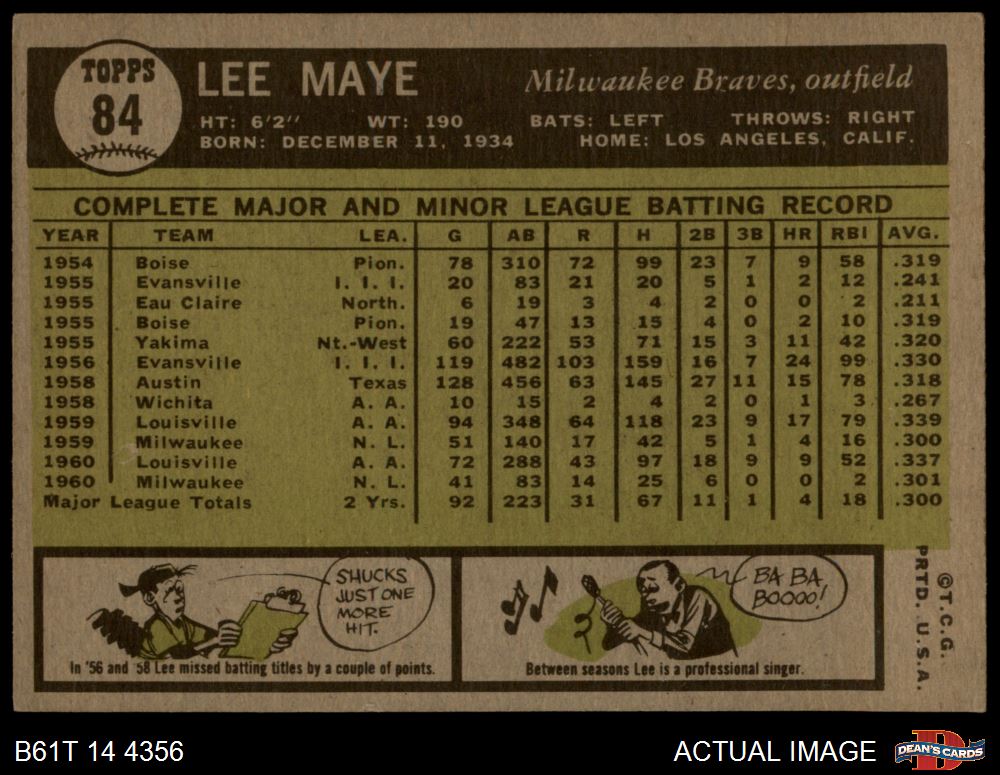 TOPPS
84
LEE MAYE
Milwaukee Braves, outfield
HT: 6'2" WT: 190 BATS: LEFT THROWS: RIGHT
BORN: DECEMBER 11, 1934 HOME: LOS ANGELES, CALIF.
COMPLETE MAJOR AND MINOR LEAGUE BATTING RECORD
YEAR TEAM LEA. G AB R H 2B 3B HR RBI AVG.
1954 Boise Pion. 78 310 72 99 23 7 9 58 .319
1955 Evansville I. I. I. 20 83 21 20 5 1 2 12 .241
1955 Eau Claire North. 6 19 3 4 2 0 0 2 .211
1955 Boise Pion. 19 47 13 15 4 0 2 10 .319
1955 Yakima Nt.-West 60 222 53 71 15 3 11 42 .320
1956 Evansville I. I. I. 119 482 103 159 16 7 24 99 .330
1958 Austin Texas 128 456 63 145 27 11 15 78 .318
1958 Wichita A. A. 10 15 2 4 2 0 1 3 .267
1959 Louisville A. A. 94 348 64 118 23 9 17 79 .339
1959 Milwaukee N. L. 51 140 17 42 5 1 4 16 .300
1960 Louisville A. A. 72 288 43 97 18 9 9 52 .337
1960 Milwaukee N. L. 41 83 14 25 6 0 0 2 .301
Major League Totals 2 Yrs. 92 223 31 67 11 1 4 18 .300
SHUCKS
JUST ONE
MORE
HIT.
In '56 and '58 Lee missed batting titles by a couple of points.
BA BA
BOOOO!
Between seasons Lee is a professional singer.
©T.C.G.
PRTD. U.S.A.
B61T 14 4356
ACTUAL IMAGE
DEAN'S CARDS